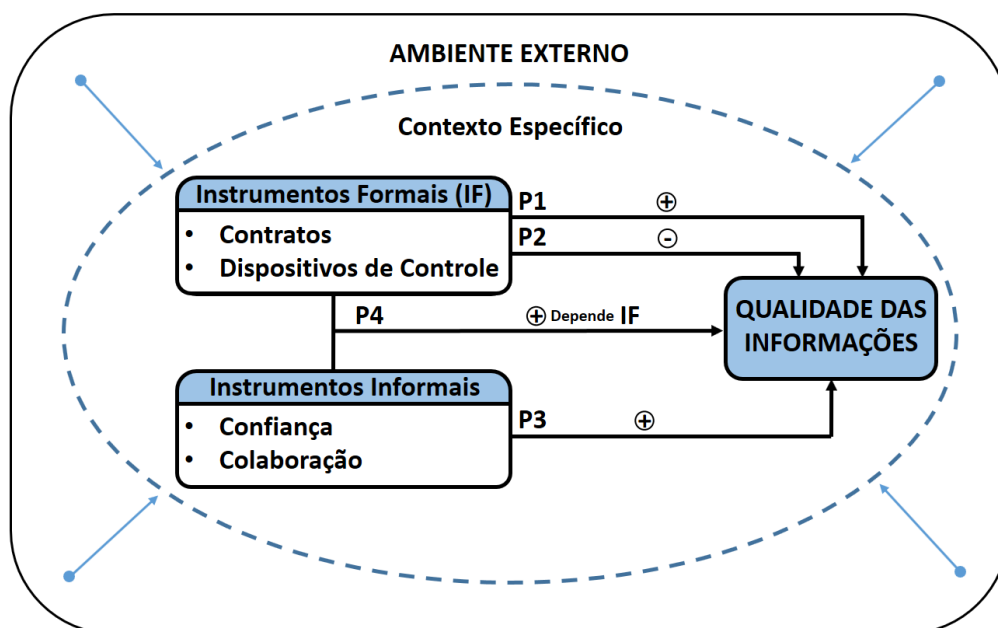 AMBIENTE EXTERNO
Contexto Específico
Instrumentos Formais (IF)
• Contratos
• Dispositivos de Controle
P1 +
P2 -
P4 + Depende IF
QUALIDADE DAS
INFORMAÇÕES
Instrumentos Informais
• Confiança
• Colaboração
P3 +